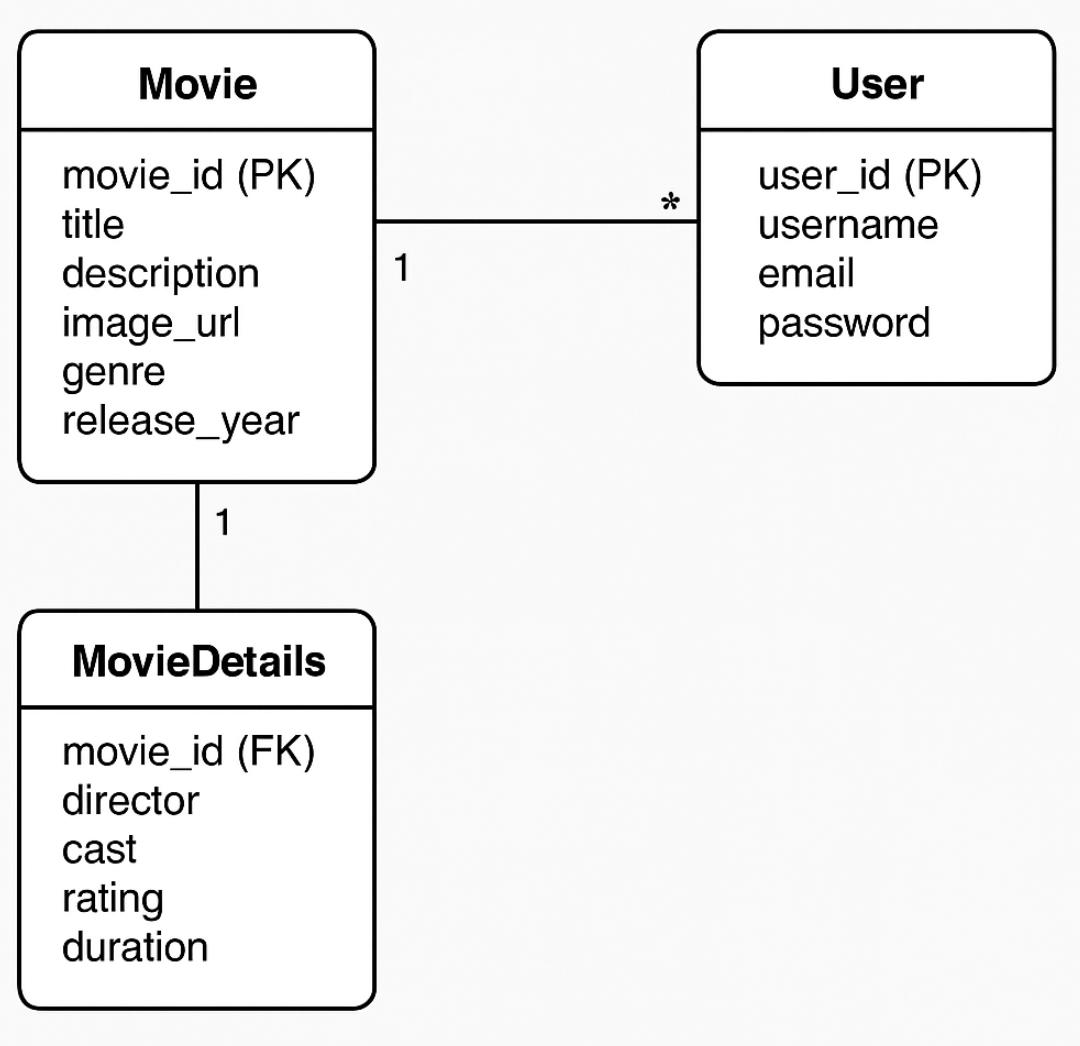 Movie
movie_id (PK)
title
description
image_url
genre
release_year
1
*
User
user_id (PK)
username
email
password
1
MovieDetails
movie_id (FK)
director
cast
rating
duration